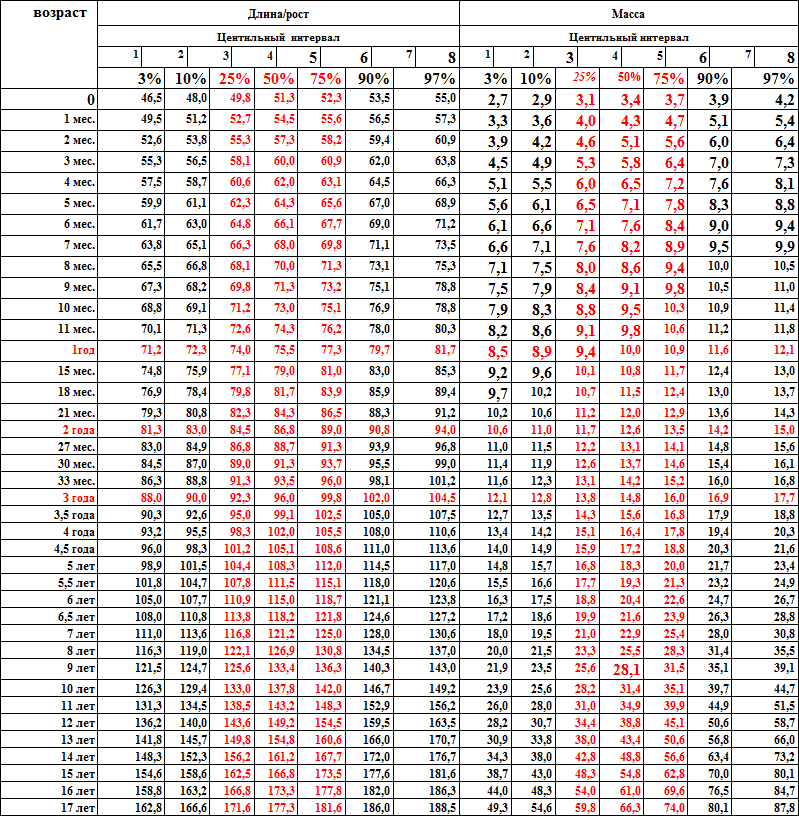 возраст Длина/рост Масса
Центильный интервал Центильный интервал
1 2 3 4 5 6 7 8 1 2 3 4 5 6 7 8
3% 10% 25% 50% 75% 90% 97% 3% 10% 25% 50% 75% 90% 97%
0 46,5 48,0 49,8 51,3 52,3 53,5 55,0 2,7 2,9 3,1 3,4 3,7 3,9 4,2
1 мес. 49,5 51,2 52,7 54,5 55,6 56,5 57,3 3,3 3,6 4,0 4,3 4,7 5,1 5,4
2 мес. 52,6 53,8 55,3 57,3 58,2 59,4 60,9 3,9 4,2 4,6 5,1 5,6 6,0 6,4
3 мес. 55,3 56,5 58,1 60,0 60,9 62,0 63,8 4,5 4,9 5,3 5,8 6,4 7,0 7,3
4 мес. 57,5 58,7 60,6 62,0 63,1 64,5 66,3 5,1 5,5 6,0 6,5 7,2 7,6 8,1
5 мес. 59,9 61,1 62,3 64,3 65,6 67,0 68,9 5,6 6,1 6,5 7,1 7,8 8,3 8,8
6 мес. 61,7 63,0 64,8 66,1 67,7 69,0 71,2 6,1 6,6 7,1 7,6 8,4 9,0 9,4
7 мес. 63,8 65,1 66,3 68,0 69,8 71,1 73,5 6,6 7,1 7,6 8,2 8,9 9,5 9,9
8 мес. 65,5 66,8 68,1 70,0 71,3 73,1 75,3 7,1 7,5 8,0 8,6 9,4 10,0 10,5
9 мес. 67,3 68,2 69,8 71,3 73,2 75,1 78,8 7,5 7,9 8,4 9,1 9,8 10,5 11,0
10 мес. 68,8 69,1 71,2 73,0 75,1 76,9 78,8 7,9 8,3 8,8 9,5 10,3 10,9 11,4
11 мес. 70,1 71,3 72,6 74,3 76,2 78,0 80,3 8,2 8,6 9,1 9,8 10,6 11,2 11,8
1год 71,2 72,3 74,0 75,5 77,3 79,7 81,7 8,5 8,9 9,4 10,0 10,9 11,6 12,1
15 мес. 74,8 75,9 77,1 79,0 81,0 83,0 85,3 9,2 9,6 10,1 10,8 11,7 12,4 13,0
18 мес. 76,9 78,4 79,8 81,7 83,9 85,9 89,4 9,7 10,2 10,7 11,5 12,4 13,0 13,7
21 мес. 79,3 80,8 82,3 84,3 86,5 88,3 91,2 10,2 10,6 11,2 12,0 12,9 13,6 14,3
2 года 81,3 83,0 84,5 86,8 89,0 90,8 94,0 10,6 11,0 11,7 12,6 13,5 14,2 15,0
27 мес. 83,0 84,9 86,8 88,7 91,3 93,9 96,8 11,0 11,5 12,2 13,1 14,1 14,8 15,6
30 мес. 84,5 87,0 89,0 91,3 93,7 95,5 99,0 11,4 11,9 12,6 13,7 14,6 15,4 16,1
33 мес. 86,3 88,8 91,3 93,5 96,0 98,1 101,2 11,6 12,3 13,1 14,2 15,2 16,0 16,8
3 года 88,0 90,0 92,3 96,0 99,8 102,0 104,5 12,1 12,8 13,8 14,8 16,0 16,9 17,7
3,5 года 90,3 92,6 95,0 99,1 102,5 105,0 107,5 12,7 13,5 14,3 15,6 16,8 17,9 18,8
4 года 93,2 95,5 98,3 102,0 105,5 108,0 110,6 13,4 14,2 15,1 16,4 17,8 19,4 20,3
4,5 года 96,0 98,3 101,2 105,1 108,6 111,0 113,6 14,0 14,9 15,9 17,2 18,8 20,3 21,6
5 лет 98,9 101,5 104,4 108,3 112,0 114,5 117,0 14,8 15,7 16,8 18,3 20,0 21,7 23,4
5,5 лет 101,8 104,7 107,8 111,5 115,1 118,0 120,6 15,5 16,6 17,7 19,3 21,3 23,2 24,9
6 лет 105,0 107,7 110,9 115,0 118,7 121,1 123,8 16,3 17,5 18,8 20,4 22,6 24,7 26,7
6,5 лет 108,0 110,8 113,8 118,2 121,8 124,6 127,2 17,2 18,6 19,9 21,6 23,9 26,3 28,8
7 лет 111,0 113,6 116,8 121,2 125,0 128,0 130,6 18,0 19,5 21,0 22,9 25,4 28,0 30,8
8 лет 116,3 119,0 122,1 126,9 130,8 134,5 137,0 20,0 21,5 23,3 25,5 28,3 31,4 35,5
9 лет 121,5 124,7 125,6 133,4 136,3 140,3 143,0 21,9 23,5 25,6 28,1 31,5 35,1 39,1
10 лет 126,3 129,4 133,0 137,8 142,0 146,7 149,2 23,9 25,6 28,2 31,4 35,1 39,7 44,7
11 лет 131,3 134,5 138,5 143,2 148,3 152,9 156,2 26,0 28,0 31,0 34,9 39,9 44,9 51,5
12 лет 136,2 140,0 143,6 149,2 154,5 159,5 163,5 28,2 30,7 34,4 38,8 45,1 50,6 58,7
13 лет 141,8 145,7 149,8 154,8 160,6 166,0 170,7 30,9 33,8 38,0 43,4 50,6 56,8 66,0
14 лет 148,3 152,3 156,2 161,2 167,7 172,0 176,7 34,3 38,0 42,8 48,8 56,6 63,4 73,2
15 лет 154,6 158,6 162,5 166,8 173,5 177,6 181,6 38,7 43,0 48,3 54,8 62,8 70,0 80,1
16 лет 158,8 163,2 166,8 173,3 177,8 182,0 186,3 44,0 48,3 54,0 61,0 69,6 76,5 84,7
17 лет 162,8 166,6 171,6 177,3 181,6 186,0 188,5 49,3 54,6 59,8 66,3 74,0 80,1 87,8